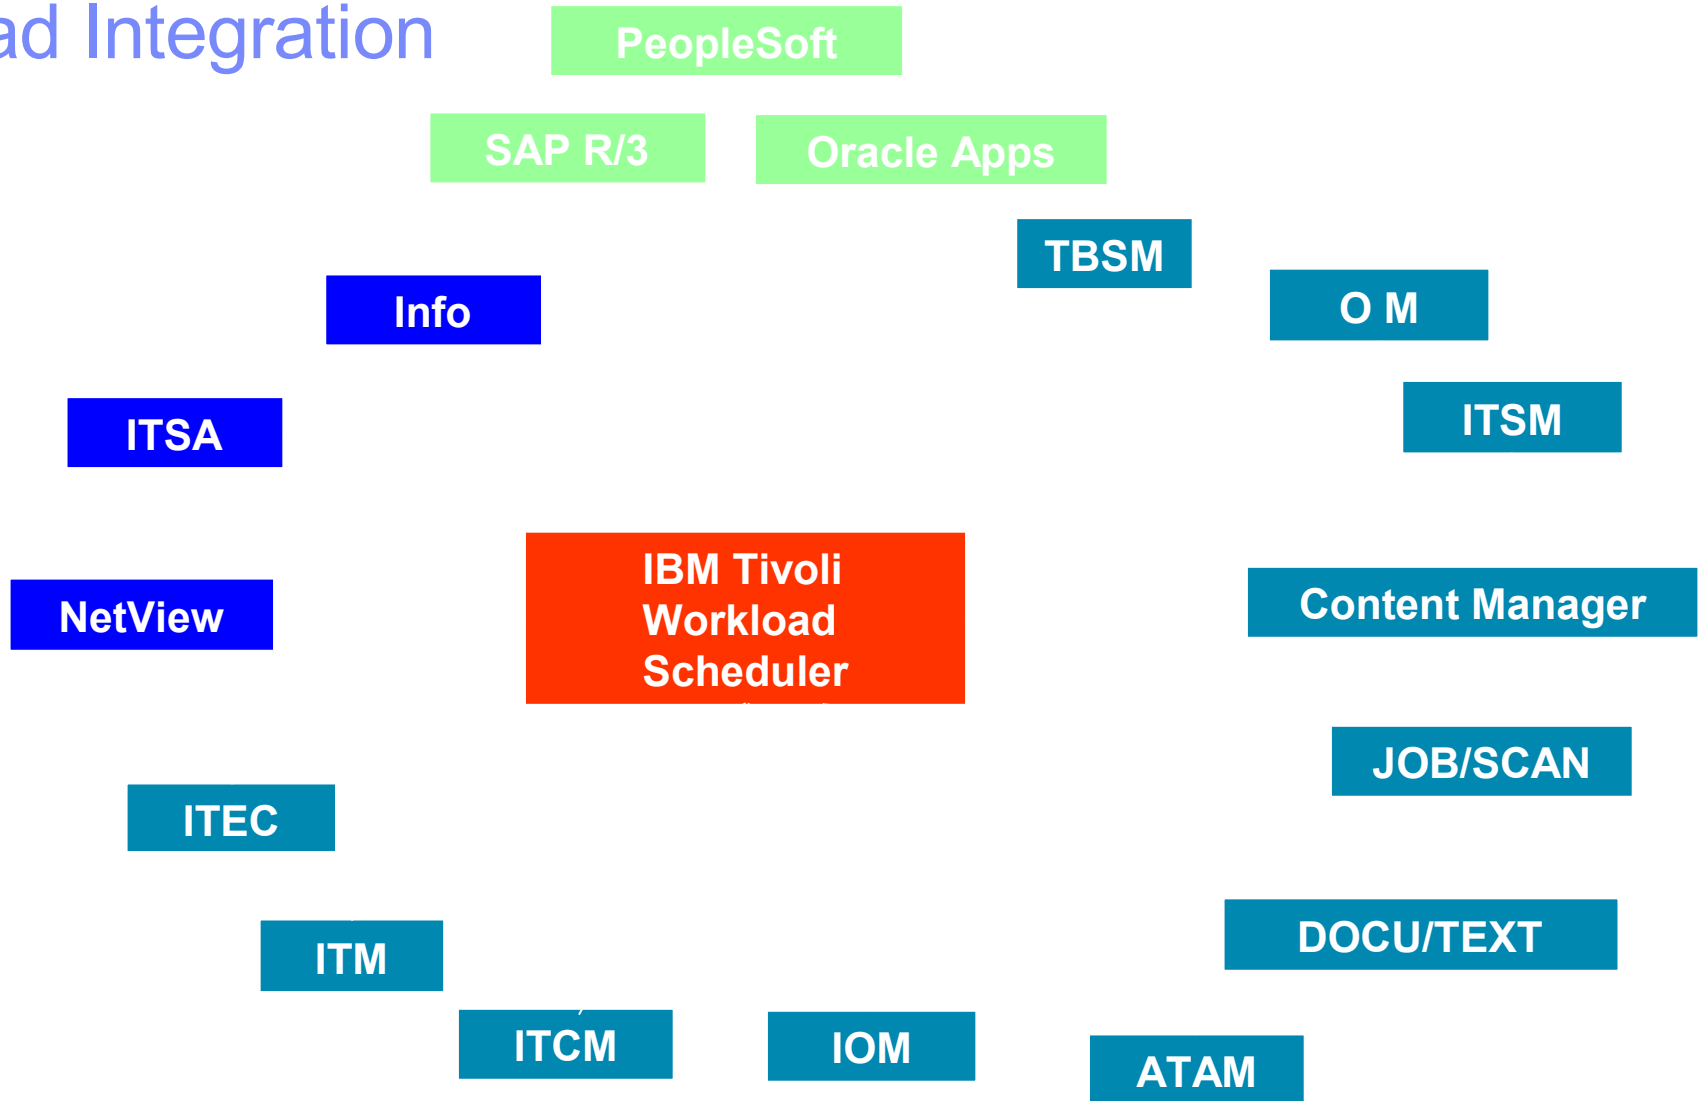 ad Integration
PeopleSoft
SAP R/3
Oracle Apps
TBSM
O M
Info
ITSM
ITSA
IBM Tivoli
Workload
Scheduler
Content Manager
NetView
JOB/SCAN
ITEC
DOCU/TEXT
ITM
ITCM
IOM
ATAM